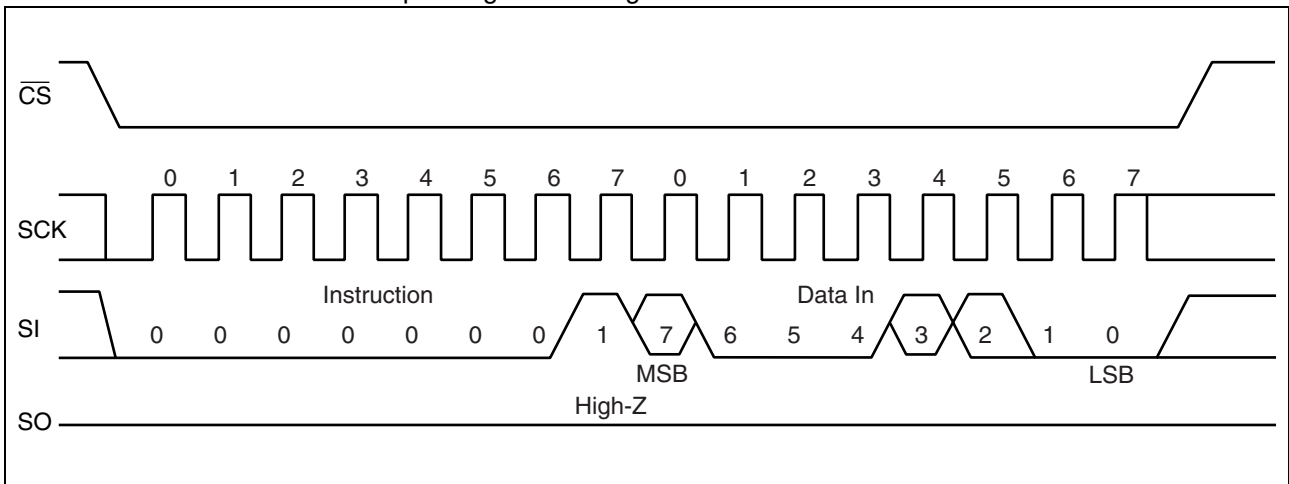 CS
0 1 2 3 4 5 6 7 0 1 2 3 4 5 6 7
SCK
Instruction Data In
SI 0 0 0 0 0 0 0 1 7 6 5 4 3 2 1 0
MSB LSB
High-Z
SO